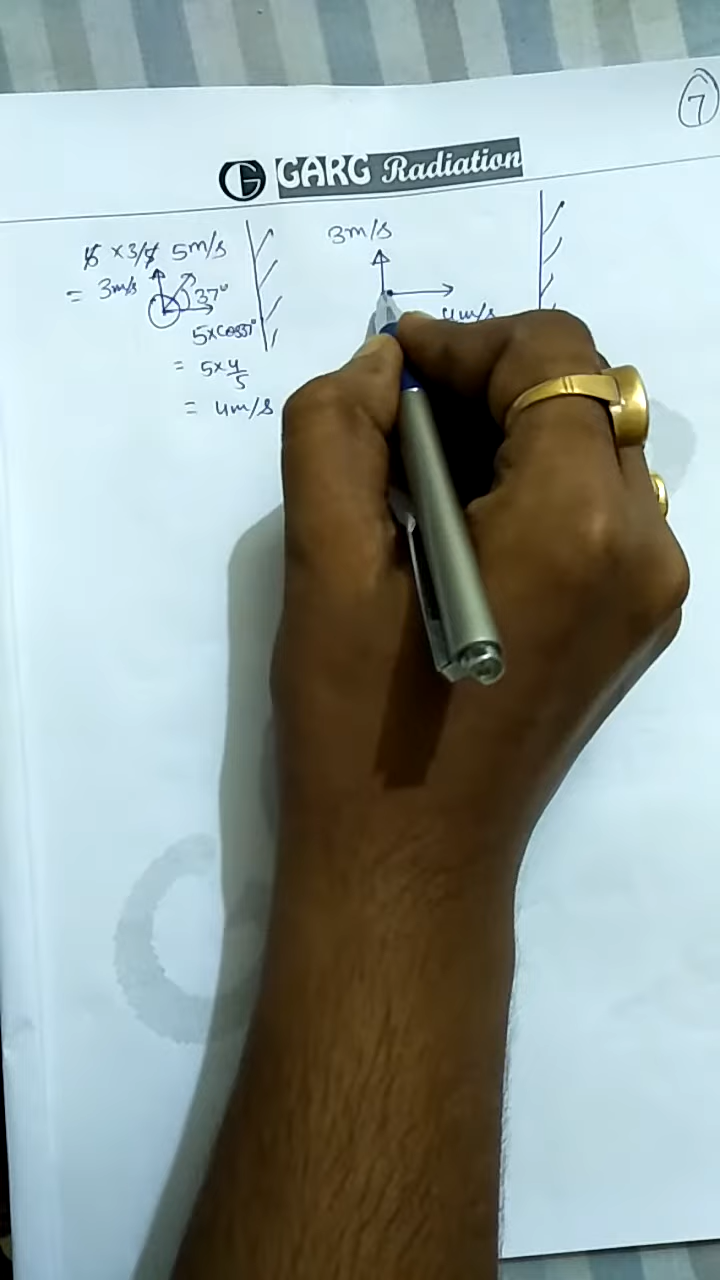 7
G GARG Radiation
5 × 3/5 5m/s
= 3m/s 37°
5×cos37°
= 5×4/5
= 4m/s
3m/s
4m/s